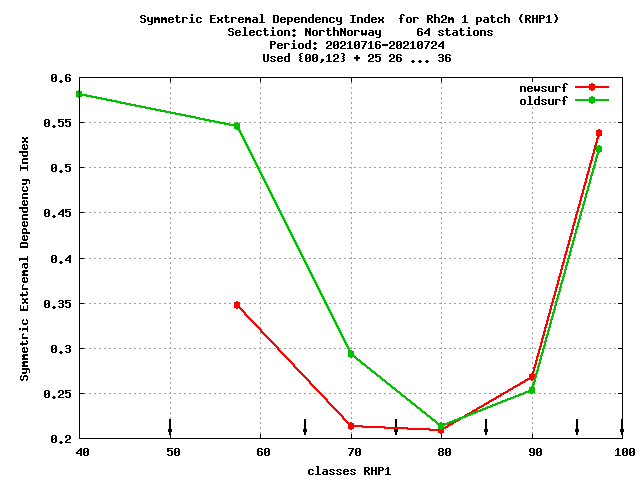 Symmetric Extremal Dependency Index  for Rh2m 1 patch (RHP1)
Selection: NorthNorway     64 stations
Period: 20210716-20210724
Used {00,12} + 25 26 ... 36
newsurf
oldsurf
Symmetric Extremal Dependency Index
0.6
0.55
0.5
0.45
0.4
0.35
0.3
0.25
0.2
40 50 60 70 80 90 100
classes RHP1